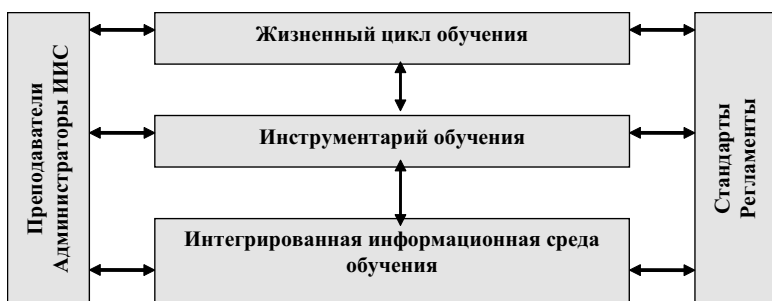 Преподаватели
Администраторы ИИС
Жизненный цикл обучения
Инструментарий обучения
Интегрированная информационная среда
обучения
Стандарты
Регламенты